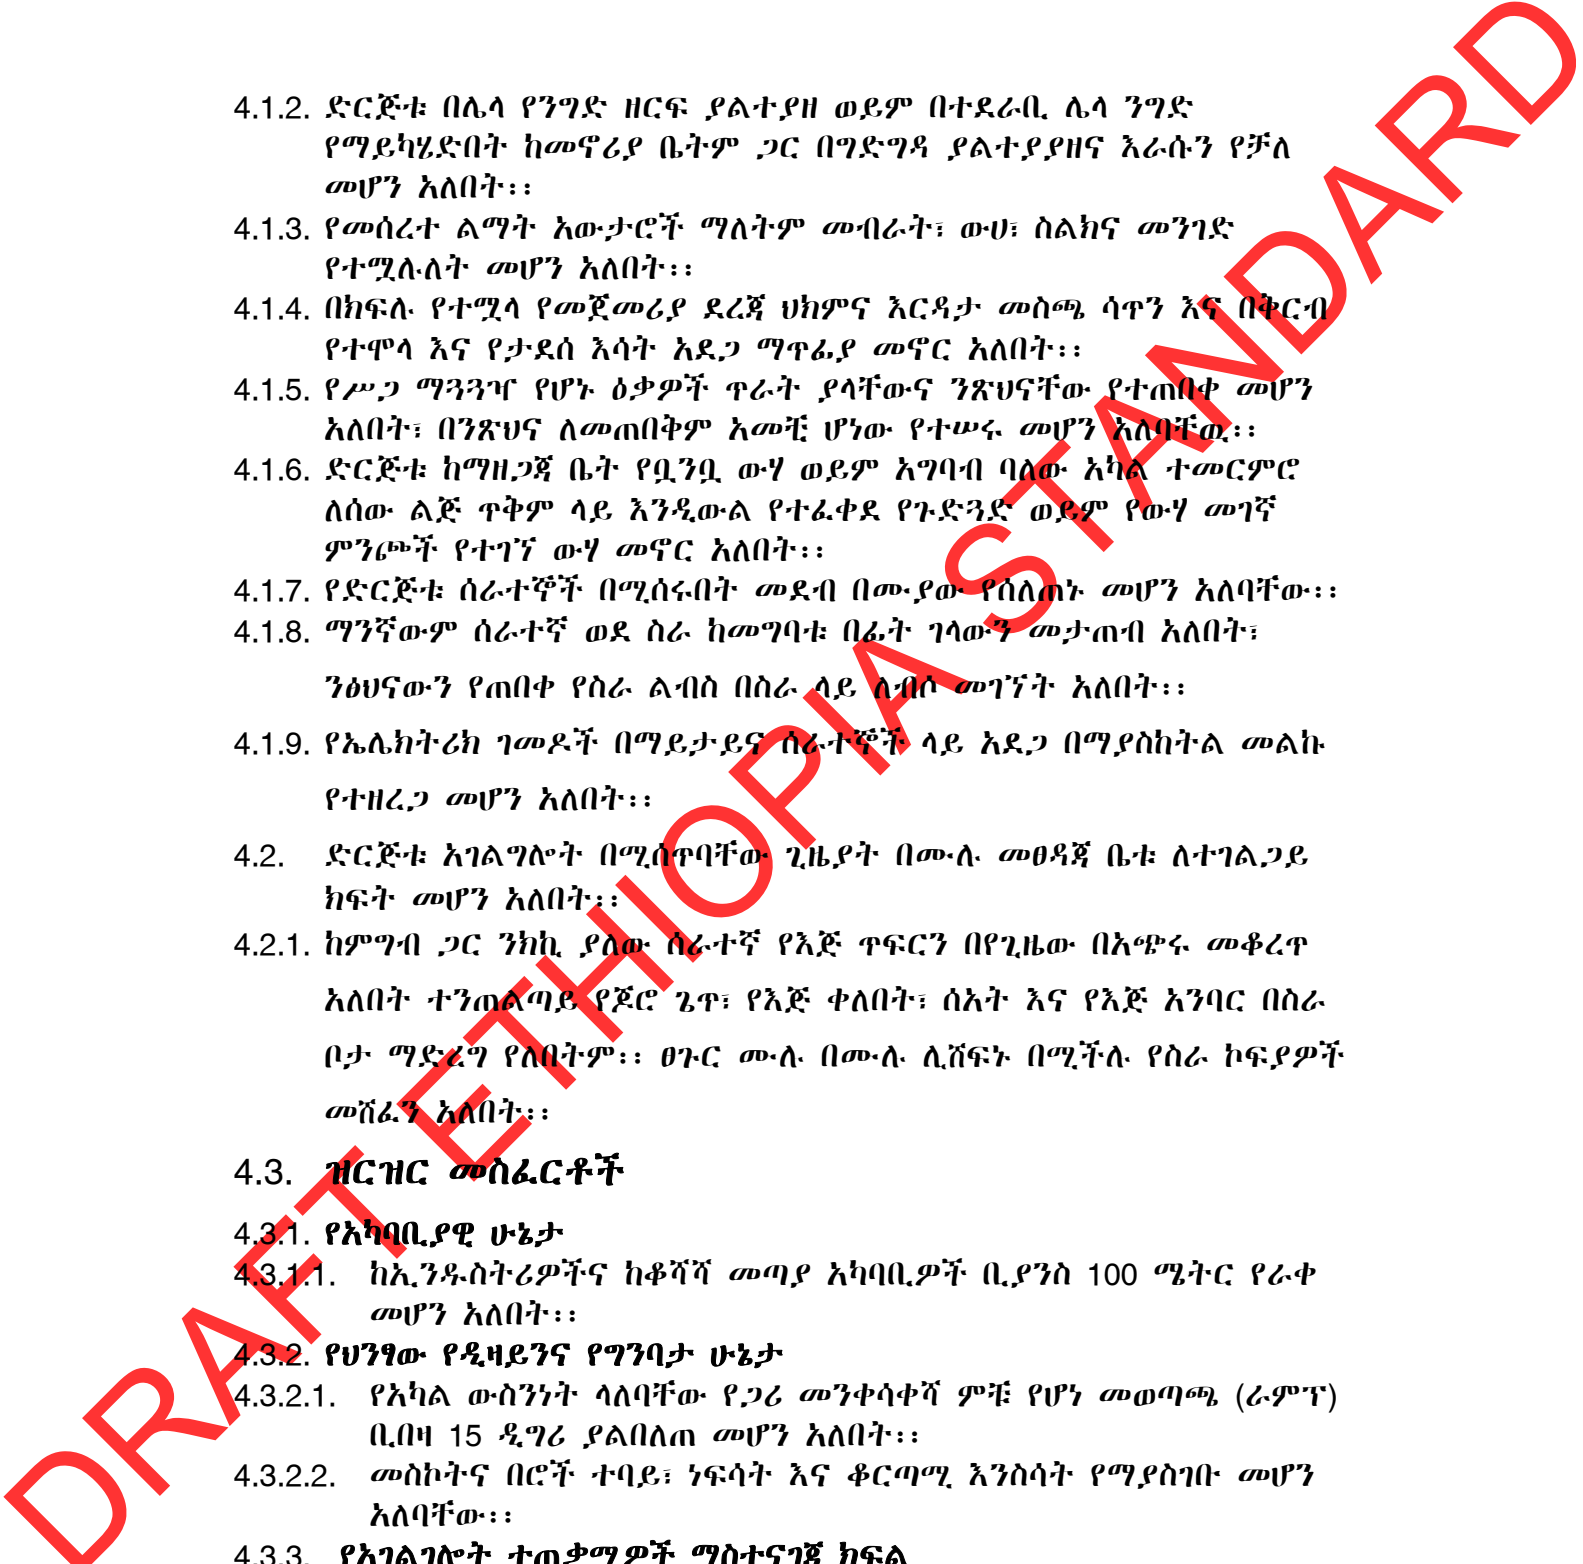 4.1.2. ድርጅቱ በሌላ የንግድ ዘርፍ ያልተያዘ ወይም በተደራቢ ሌላ ንግድ
የማይካሄድበት ከመኖሪያ ቤትም ጋር በግድግዳ ያልተያያዘና እራሱን የቻለ
መሆን አለበት፡፡
4.1.3. የመሰረተ ልማት አውታሮች ማለትም መብራት፣ ውሀ፣ ስልክና መንገድ
የተሟሉለት መሆን አለበት፡፡
4.1.4. በክፍሉ የተሟላ የመጀመሪያ ደረጃ ህክምና እርዳታ መስጫ ሳጥን እና በቅርብ
የተሞላ እና የታደሰ እሳት አደጋ ማጥፊያ መኖር አለበት፡፡
4.1.5. የሥጋ ማጓጓዣ የሆኑ ዕቃዎች ጥራት ያላቸውና ንጽህናቸው የተጠበቀ መሆን
አለበት፣ በንጽህና ለመጠበቅም አመቺ ሆነው የተሠሩ መሆን አለባቸዉ፡፡
4.1.6. ድርጅቱ ከማዘጋጃ ቤት የቧንቧ ውሃ ወይም አግባብ ባለው አካል ተመርምሮ
ለሰው ልጅ ጥቅም ላይ እንዲውል የተፈቀደ የጉድጓድ ወይም የውሃ መገኛ
ምንጮች የተገኘ ውሃ መኖር አለበት፡፡
4.1.7. የድርጅቱ ሰራተኞች በሚሰሩበት መደብ በሙያው የሰለጠኑ መሆን አለባቸው፡፡
4.1.8. ማንኛውም ሰራተኛ ወደ ስራ ከመግባቱ በፊት ገላውን መታጠብ አለበት፣
ንፅህናውን የጠበቀ የስራ ልብስ በስራ ላይ ለብሶ መገኘት አለበት፡፡
4.1.9. የኤሌክትሪክ ገመዶች በማይታይና ሰራተኞች ላይ አደጋ በማያስከትል መልኩ
የተዘረጋ መሆን አለበት፡፡
4.2. ድርጅቱ አገልግሎት በሚሰጥባቸው ጊዜያት በሙሉ መፀዳጃ ቤቱ ለተገልጋይ
ክፍት መሆን አለበት፡፡
4.2.1. ከምግብ ጋር ንክኪ ያለው ሰራተኛ የእጅ ጥፍርን በየጊዜው በአጭሩ መቆረጥ
አለበት ተንጠልጣይ የጆሮ ጌጥ፣ የእጅ ቀለበት፣ ሰአት እና የእጅ አንባር በስራ
ቦታ ማድረግ የለበትም፡፡ ፀጉር ሙሉ በሙሉ ሊሸፍኑ በሚችሉ የስራ ኮፍያዎች
መሸፈን አለበት፡፡
4.3. ዝርዝር መስፈርቶች
4.3.1. የአካባቢያዊ ሁኔታ
4.3.1.1. ከኢንዱስትሪዎችና ከቆሻሻ መጣያ አካባቢዎች ቢያንስ 100 ሜትር የራቀ
መሆን አለበት፡፡
4.3.2. የህንፃው የዲዛይንና የግንባታ ሁኔታ
4.3.2.1. የአካል ውስንነት ላለባቸው የጋሪ መንቀሳቀሻ ምቹ የሆነ መወጣጫ (ራምፕ)
ቢበዛ 15 ዲግሪ ያልበለጠ መሆን አለበት፡፡
4.3.2.2. መስኮትና በሮች ተባይ፣ ነፍሳት እና ቆርጣሚ እንስሳት የማያስገቡ መሆን
አለባቸው፡፡
4.3.3. የአገልገሎት ተጠቃሚዎች ማስተናገጃ ክፍል
DRAFT ETHIOPIA STANDARD